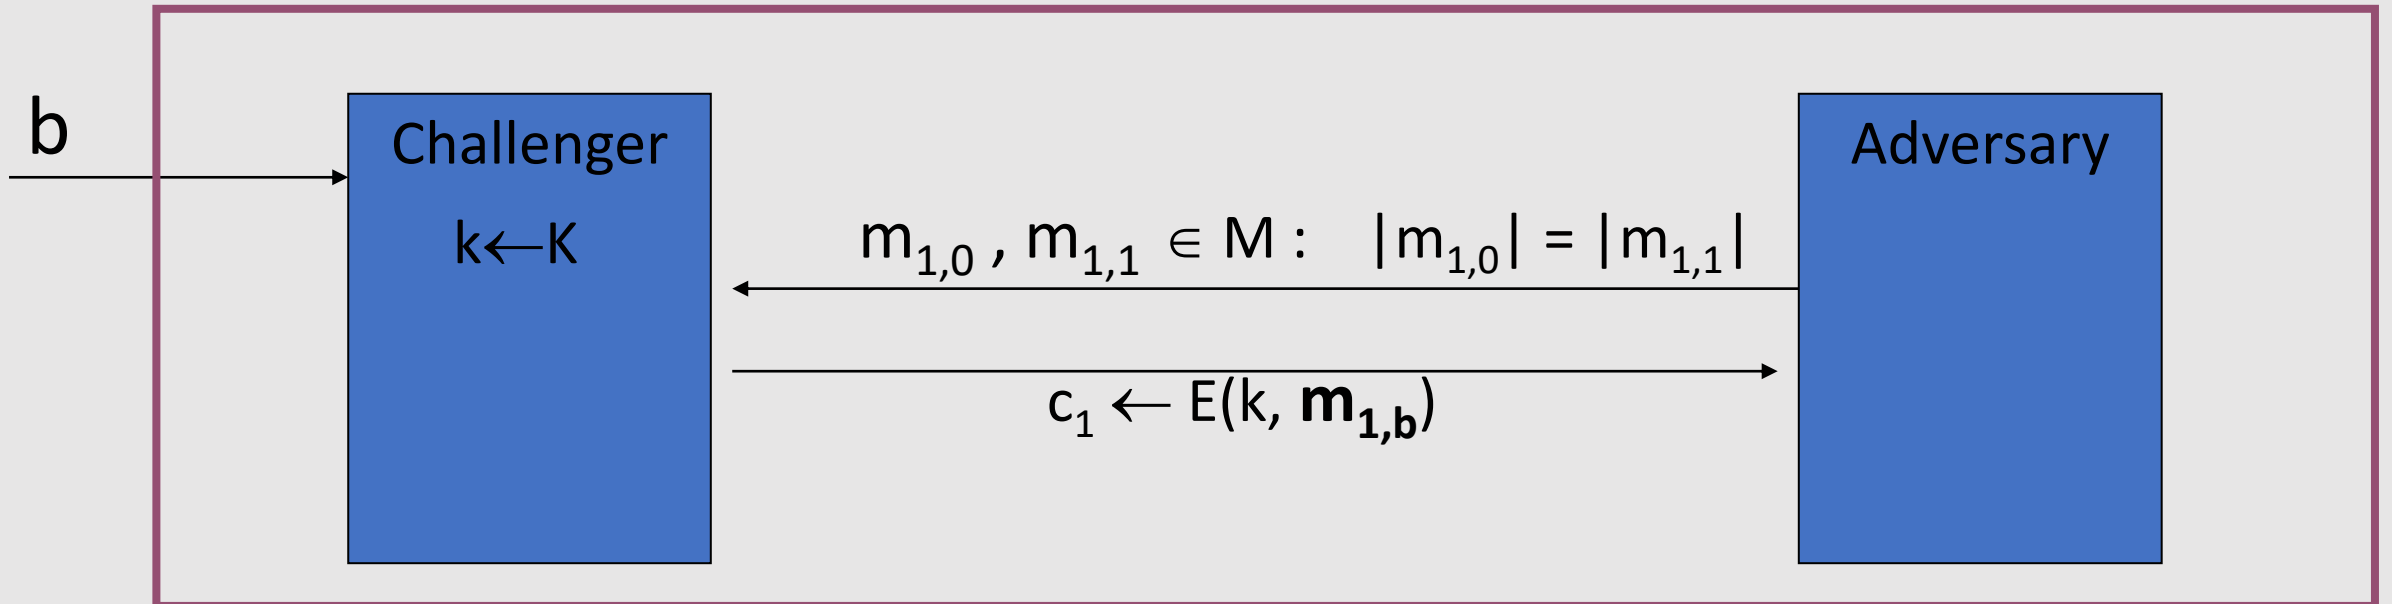 b
Challenger
k←K
Adversary
m₁,₀ , m₁,₁ ∈ M : |m₁,₀| = |m₁,₁|
c₁ ← E(k, m₁,b)